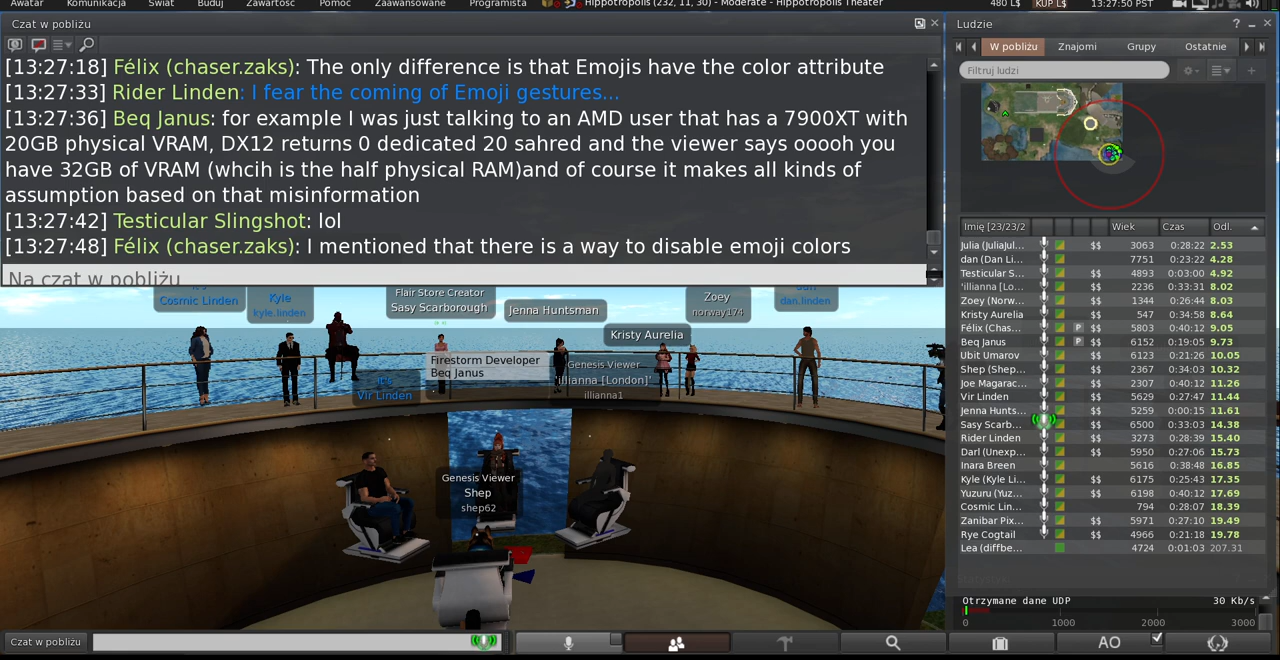 Awatar Komunikacja Świat Buduj Zawartość Pomoc Zaawansowane Programista Hippotropolis (232, 11, 30) - Moderate - Hippotropolis Theater 480 L$ KUP L$ 13:27:50 PST
Czat w pobliżu
[13:27:18] Félix (chaser.zaks): The only difference is that Emojis have the color attribute
[13:27:33] Rider Linden: I fear the coming of Emoji gestures...
[13:27:36] Beq Janus: for example I was just talking to an AMD user that has a 7900XT with
20GB physical VRAM, DX12 returns 0 dedicated 20 sahred and the viewer says ooooh you
have 32GB of VRAM (whcih is the half physical RAM)and of course it makes all kinds of
assumption based on that misinformation
[13:27:42] Testicular Slingshot: lol
[13:27:48] Félix (chaser.zaks): I mentioned that there is a way to disable emoji colors
Na czat w pobliżu
It's
Cosmic Linden
Kyle
kyle.linden
Flair Store Creator
Sasy Scarborough
Jenna Huntsman
Kristy Aurelia
Zoey
norway174
dan.linden
Firestorm Developer
Beq Janus
It's
Vir Linden
Genesis Viewer
'illianna [London]'
illianna1
Genesis Viewer
Shep
shep62
Czat w pobliżu
Ludzie
W pobliżu Znajomi Grupy Ostatnie
Filtruj ludzi
Imię [23/23/2 Wiek Czas Odl.
Julia (JuliaJul... $$ 3063 0:28:22 2.53
dan (Dan Li... 7751 0:23:22 4.28
Testicular S... $$ 4893 0:03:00 4.92
'illianna [Lo... $$ 2236 0:33:31 8.02
Zoey (Norw... $$ 1344 0:26:44 8.03
Kristy Aurelia $$ 547 0:34:58 8.64
Félix (Chas... P $$ 5803 0:40:12 9.05
Beq Janus P $$ 6152 0:19:05 9.73
Ubit Umarov $$ 6123 0:21:26 10.05
Shep (Shep... $$ 2367 0:34:03 10.32
Joe Magarac... $$ 2307 0:40:12 11.26
Vir Linden $$ 5629 0:27:47 11.44
Jenna Hunts... $$ 5259 0:00:15 11.61
Sasy Scarb... $$ 6500 0:33:03 14.38
Rider Linden $$ 3273 0:28:39 15.40
Darl (Unexp... $$ 5950 0:27:06 15.73
Inara Breen 5616 0:38:48 16.85
Kyle (Kyle Li... $$ 6175 0:25:43 17.35
Yuzuru (Yuz... $$ 6198 0:40:12 17.69
Cosmic Lin... 794 0:28:07 18.39
Zanibar Pix... $$ 5971 0:27:10 19.49
Rye Cogtail $$ 4966 0:21:18 19.78
Lea (diffbe... 4724 0:01:03 207.31
Otrzymane dane UDP 30 Kb/s
0 1000 2000 3000
AO